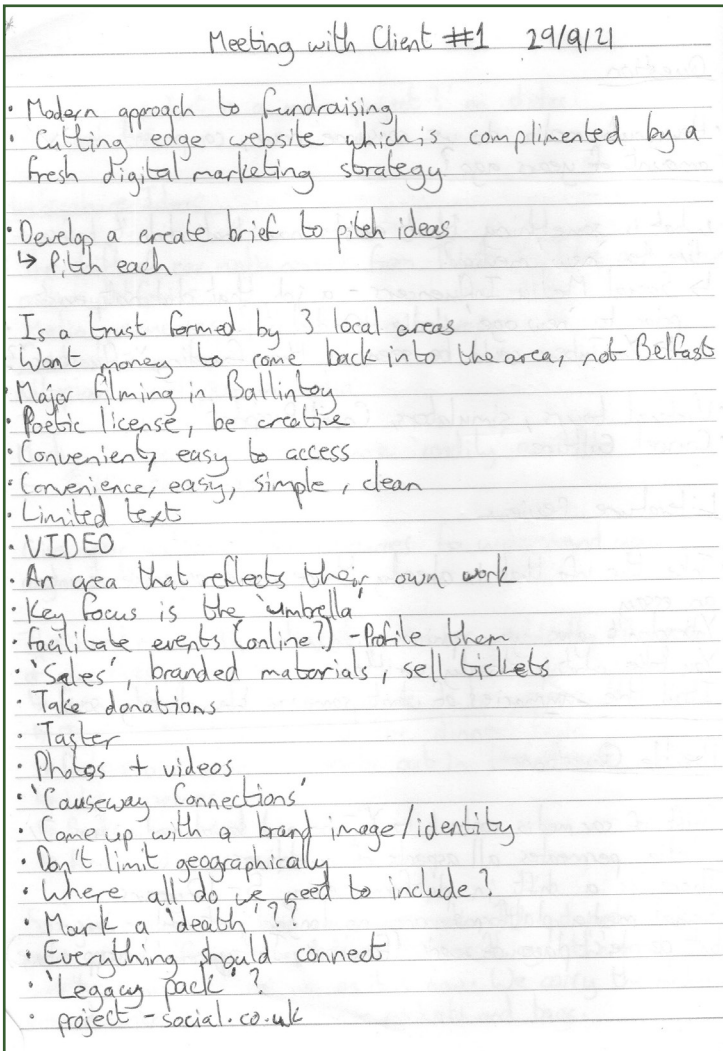 Meeting with Client #1 29/9/21
· Modern approach to fundraising
· Cutting edge website which is complimented by a
fresh digital marketing strategy
· Develop a create brief to pitch ideas
↳ Pitch each
· Is a trust formed by 3 local areas
· Want money to come back into the area, not Belfast
· Major filming in Ballintoy
· Poetic license, be creative
· Convenient, easy to access
· Convenience, easy, simple, clean
· Limited text
· VIDEO
· An area that reflects their own work
· Key focus is the 'umbrella'
· Facilitate events (online?) - Profile them
· 'Sales', branded materials, sell tickets
· Take donations
· Taster
· Photos + videos
· 'Causeway Connections'
· Come up with a brand image/identity
· Don't limit geographically
· Where all do we need to include?
· Mark a 'death'??
· Everything should connect
· 'Legacy pack'?
· project-social.co.uk